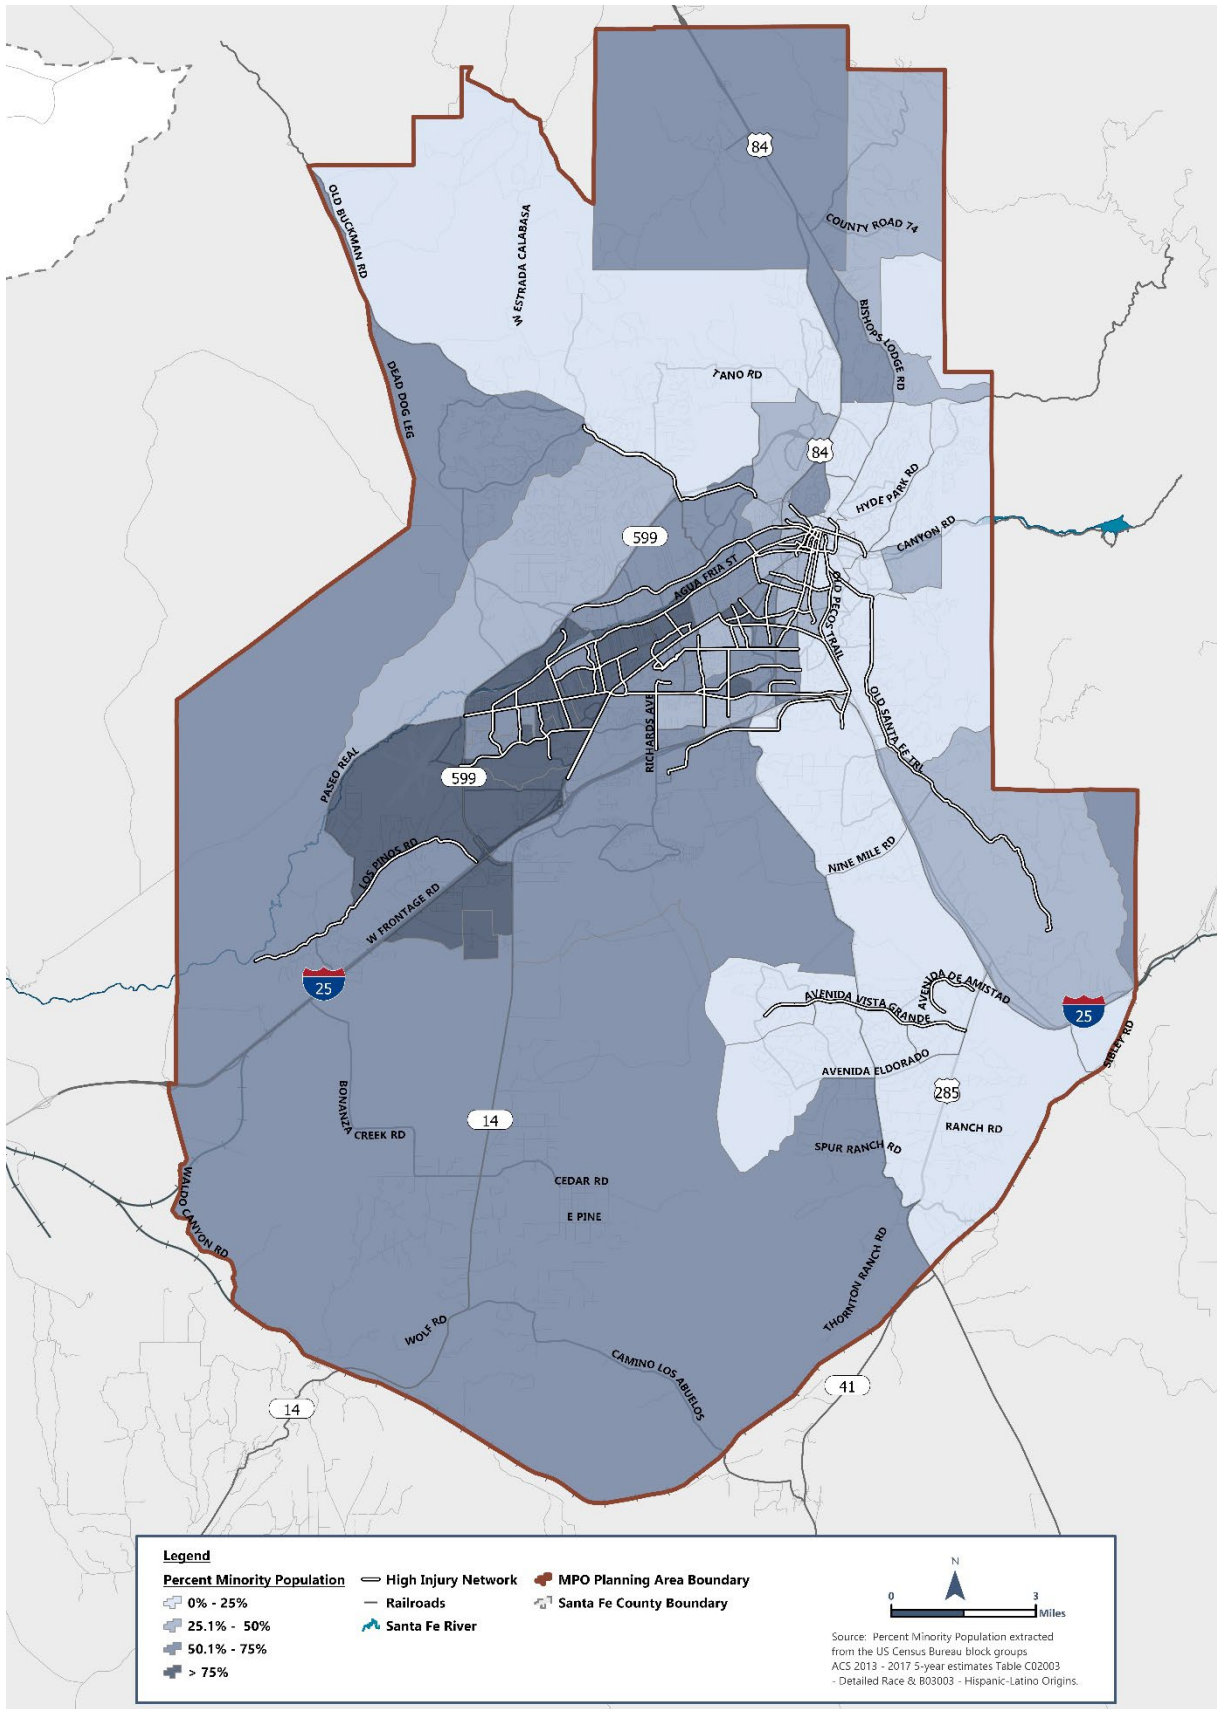 84
OLD BUCKMAN RD
W ESTRADA CALABASA
COUNTY ROAD 74
BISHOPS LODGE RD
TANO RD
DEAD DOG LEG
84
HYDE PARK RD
CANYON RD
599
AGUA FRIA ST
OLD PECOS TRAIL
OLD SANTA FE TRL
RICHARDS AVE
PASEO REAL
599
LOS PINOS RD
NINE MILE RD
W FRONTAGE RD
25
AVENIDA DE AMISTAD
AVENIDA VISTA GRANDE
25
SIBLEY RD
AVENIDA ELDORADO
285
BONANZA
CREEK RD
14
RANCH RD
SPUR RANCH RD
CEDAR RD
WALDO CANYON RD
E PINE
THORNTON RANCH RD
WOLF RD
CAMINO LOS ABUELOS
41
14
Legend
Percent Minority Population
0% - 25%
25.1% - 50%
50.1% - 75%
> 75%
High Injury Network
Railroads
Santa Fe River
MPO Planning Area Boundary
Santa Fe County Boundary
N
0 3
Miles
Source: Percent Minority Population extracted
from the US Census Bureau block groups
ACS 2013 - 2017 5-year estimates Table C02003
- Detailed Race & B03003 - Hispanic-Latino Origins.